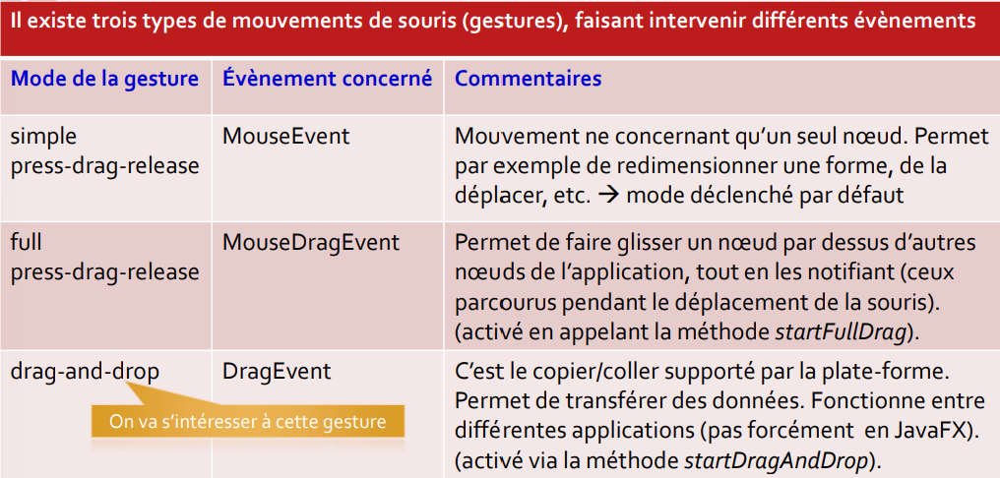 Il existe trois types de mouvements de souris (gestures), faisant intervenir différents évènements
Mode de la gesture
Évènement concerné
Commentaires
simple
press-drag-release
MouseEvent
Mouvement ne concernant qu'un seul nœud. Permet
par exemple de redimensionner une forme, de la
déplacer, etc. → mode déclenché par défaut
full
press-drag-release
MouseDragEvent
Permet de faire glisser un nœud par dessus d'autres
nœuds de l'application, tout en les notifiant (ceux
parcourus pendant le déplacement de la souris).
(activé en appelant la méthode startFullDrag).
drag-and-drop
DragEvent
C'est le copier/coller supporté par la plate-forme.
Permet de transférer des données. Fonctionne entre
différentes applications (pas forcément en JavaFX).
(activé via la méthode startDragAndDrop).
On va s'intéresser à cette gesture